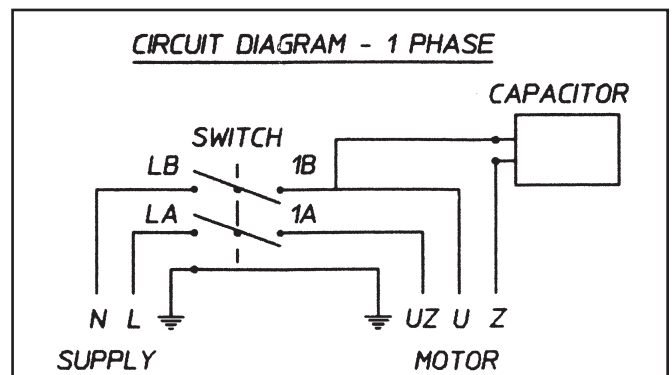 CIRCUIT DIAGRAM - 1 PHASE
CAPACITOR
SWITCH
LB 1B
LA 1A
N L UZ U Z
SUPPLY MOTOR